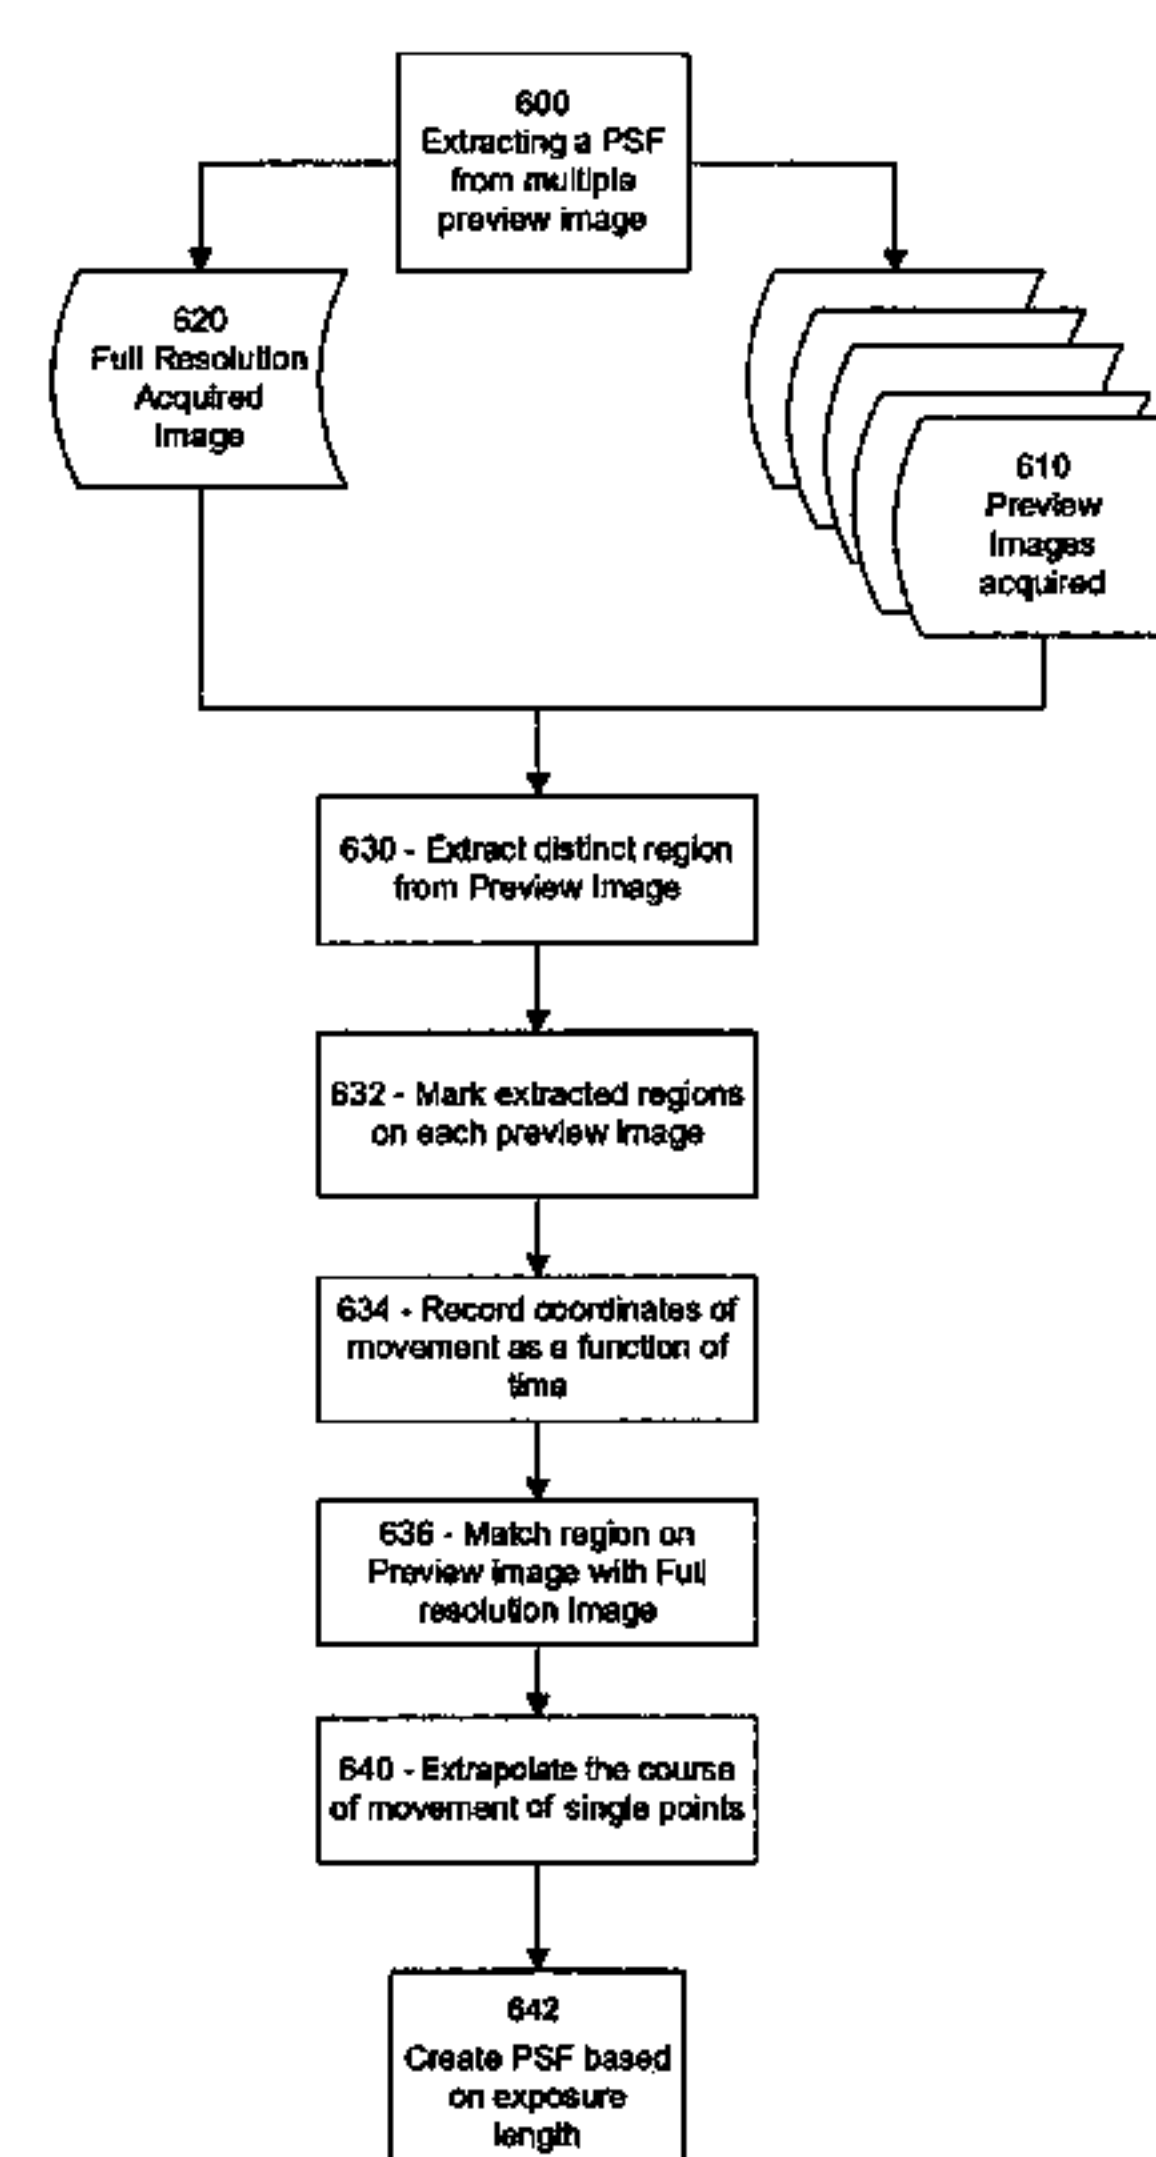 600
Extracting a PSF
from multiple
preview image
620
Full Resolution
Acquired
Image
610
Preview
Images
acquired
630 - Extract distinct region
from Preview Image
632 - Mark extracted regions
on each preview image
634 - Record coordinates of
movement as a function of
time
636 - Match region on
Preview image with Full
resolution Image
640 - Extrapolate the course
of movement of single points
642
Create PSF based
on exposure
length